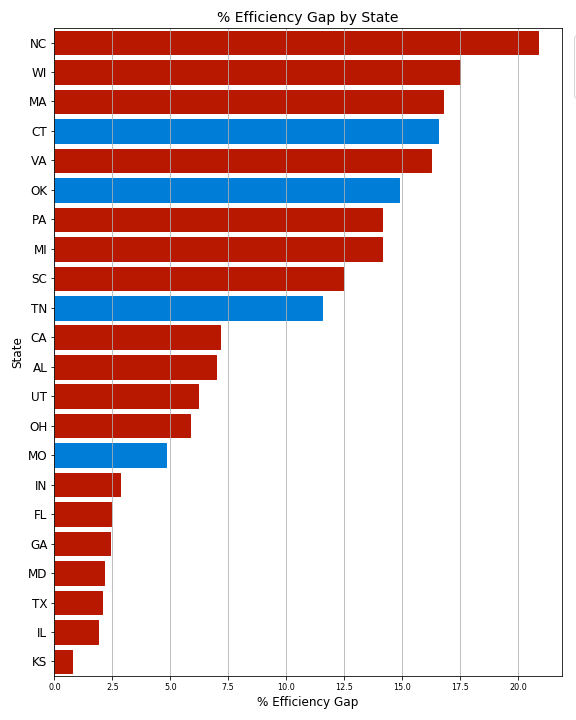 % Efficiency Gap by State
NC
WI
MA
CT
VA
OK
PA
MI
SC
TN
CA
AL
UT
OH
MO
IN
FL
GA
MD
TX
IL
KS
State
0.0 2.5 5.0 7.5 10.0 12.5 15.0 17.5 20.0
% Efficiency Gap